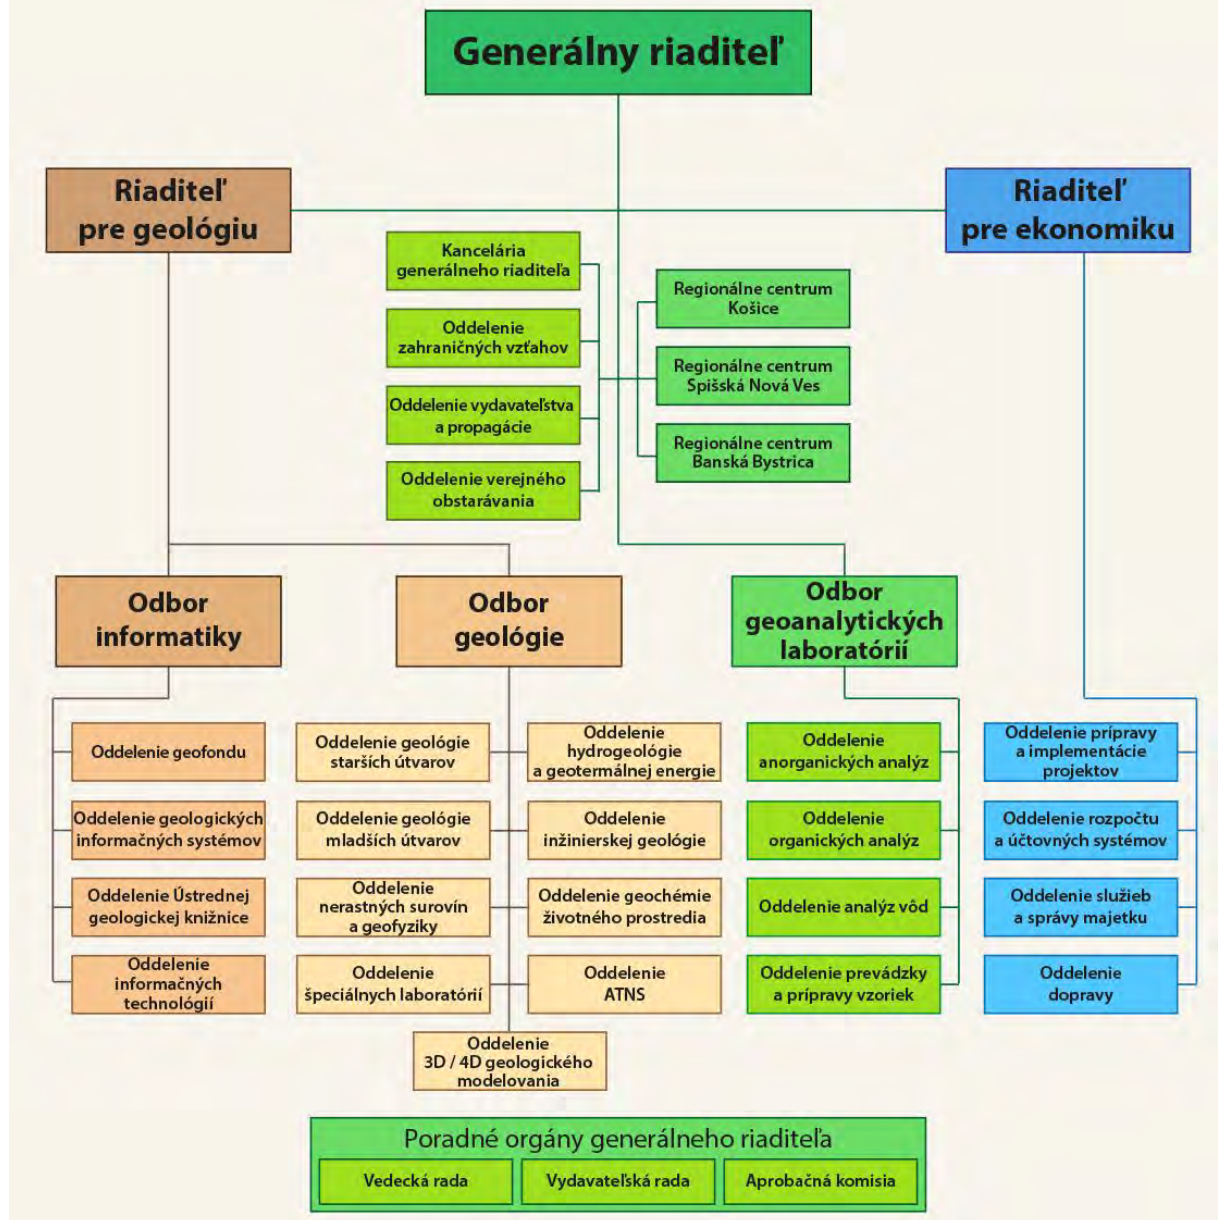 Generálny riaditeľ
Riaditeľ
pre geológiu
Riaditeľ
pre ekonomiku
Kancelária
generálneho riaditeľa
Oddelenie
zahraničných vzťahov
Oddelenie vydavateľstva
a propagácie
Oddelenie verejného
obstarávania
Regionálne centrum
Košice
Regionálne centrum
Spišská Nová Ves
Regionálne centrum
Banská Bystrica
Odbor
informatiky
Odbor
geológie
Odbor
geoanalytických
laboratórií
Oddelenie geofondu
Oddelenie geologických
informačných systémov
Oddelenie Ústrednej
geologickej knižnice
Oddelenie
informačných
technológií
Oddelenie geológie
starších útvarov
Oddelenie geológie
mladších útvarov
Oddelenie
nerastných surovín
a geofyziky
Oddelenie
špeciálnych laboratórií
Oddelenie
hydrogeológie
a geotermálnej energie
Oddelenie
inžinierskej geológie
Oddelenie geochémie
životného prostredia
Oddelenie
ATNS
Oddelenie
3D / 4D geologického
modelovania
Oddelenie
anorganických analýz
Oddelenie
organických analýz
Oddelenie analýz vôd
Oddelenie prevádzky
a prípravy vzoriek
Oddelenie prípravy
a implementácie
projektov
Oddelenie rozpočtu
a účtovných systémov
Oddelenie služieb
a správy majetku
Oddelenie
dopravy
Poradné orgány generálneho riaditeľa
Vedecká rada
Vydavateľská rada
Aprobačná komisia